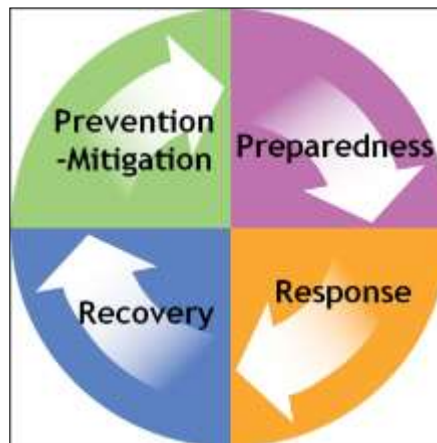 Prevention
-Mitigation
Preparedness
Response
Recovery